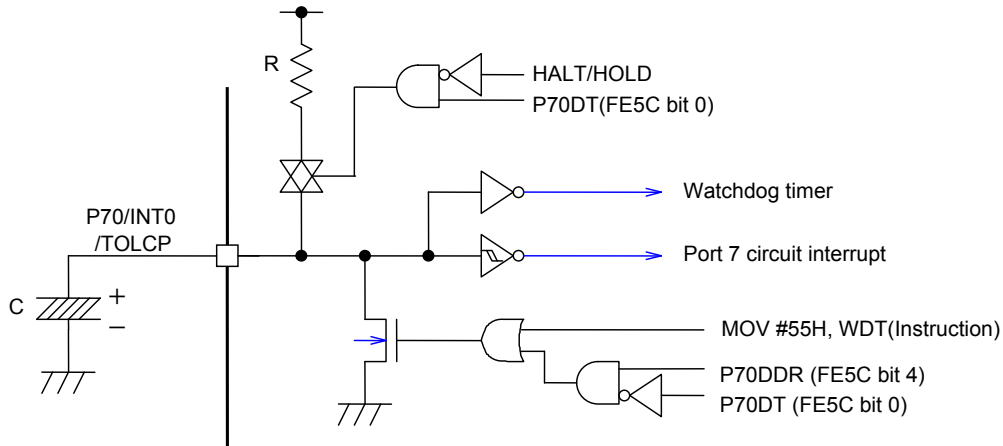 R
HALT/HOLD
P70DT(FE5C bit 0)
P70/INT0
/TOLCP
Watchdog timer
Port 7 circuit interrupt
C
+
−
MOV #55H, WDT(Instruction)
P70DDR (FE5C bit 4)
P70DT (FE5C bit 0)